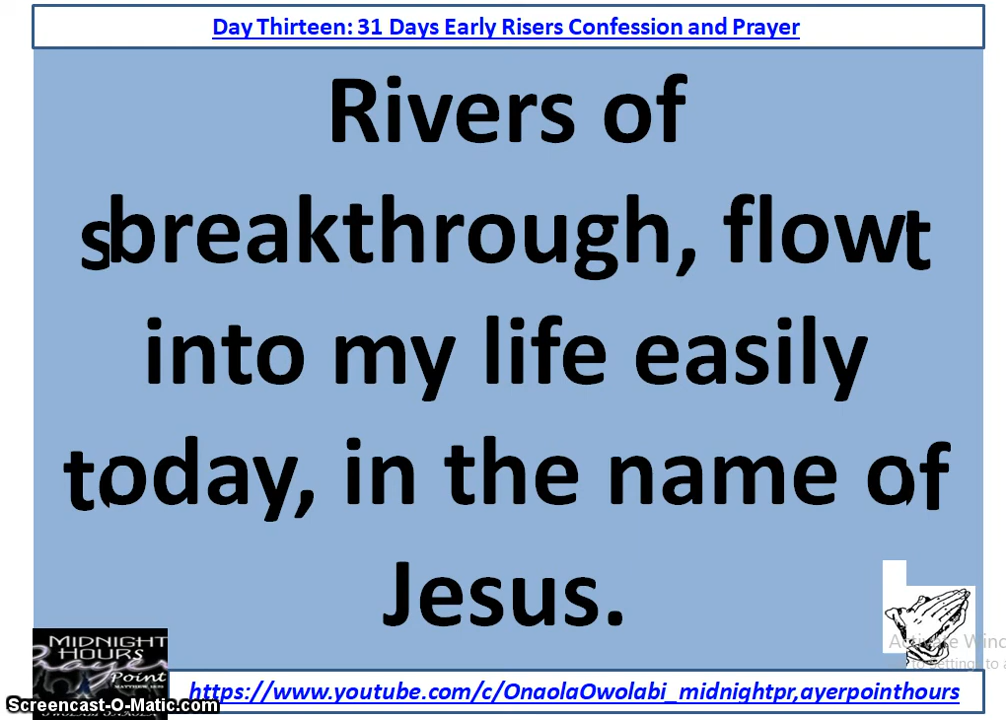 Day Thirteen: 31 Days Early Risers Confession and Prayer
Rivers of
sbreakthrough, flowt
into my life easily
today, in the name of
Jesus.
MIDNIGHT
HOURS
Prayer
Point
https://www.youtube.com/c/OnaolaOwolabi_midnightpr,ayerpointhours
Screencast-O-Matic.com